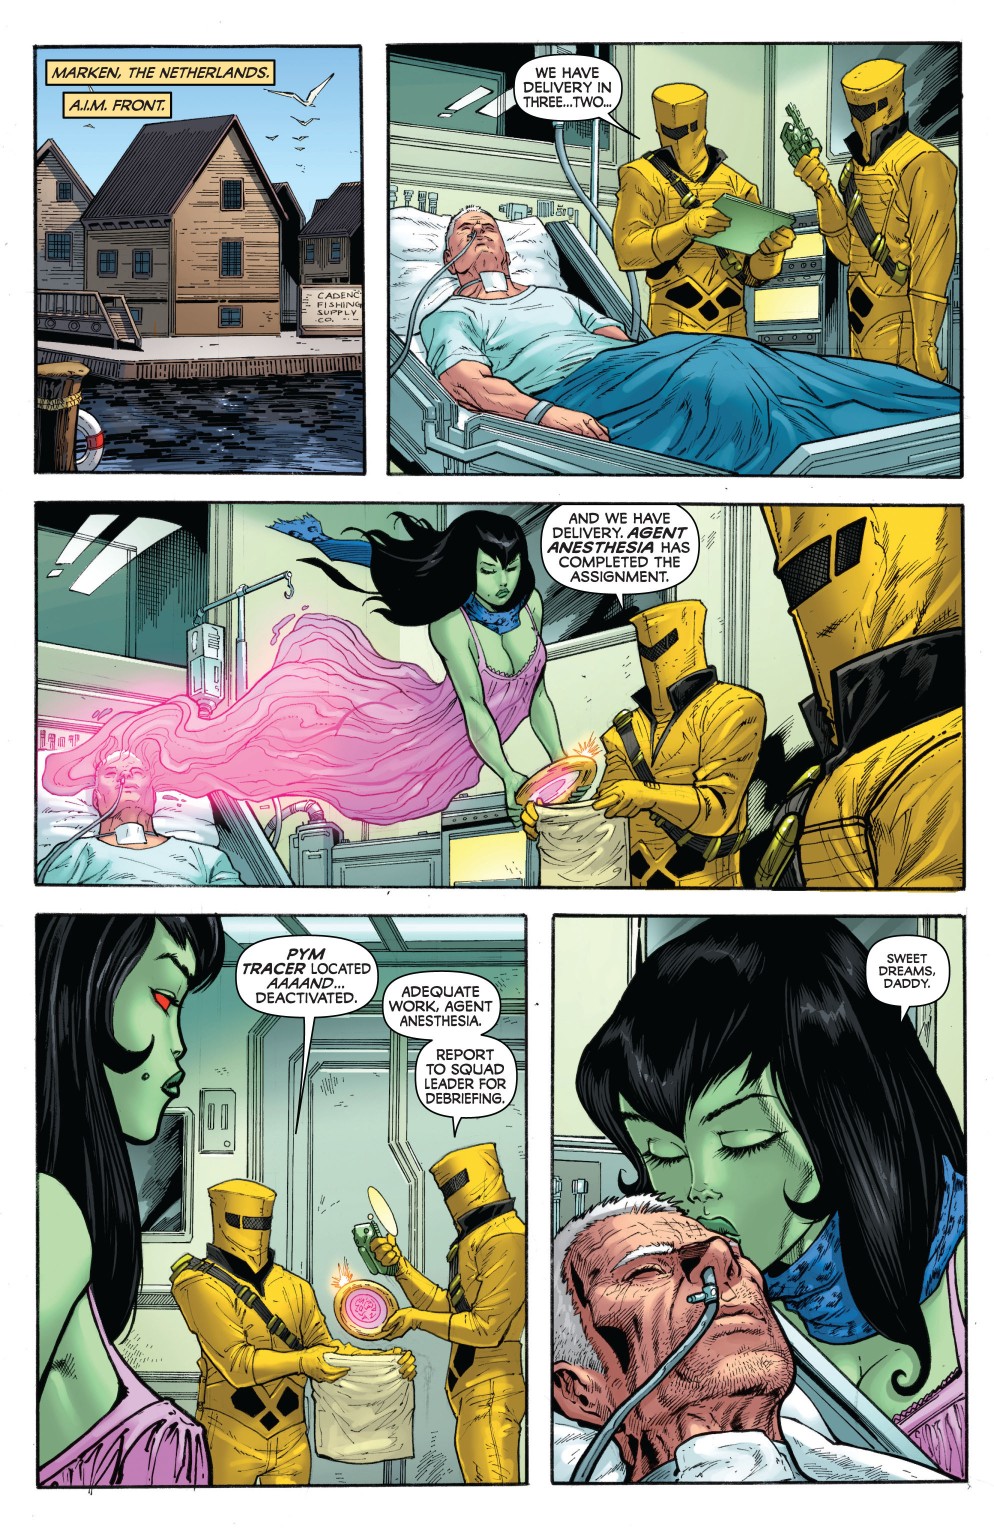 MARKEN, THE NETHERLANDS.
A.I.M. FRONT.
CADENC
FISHING
SUPPLY
CO.
WE HAVE
DELIVERY IN
THREE...TWO...
AND WE HAVE
DELIVERY. AGENT
ANESTHESIA HAS
COMPLETED THE
ASSIGNMENT.
PYM
TRACER LOCATED
AAAAND...
DEACTIVATED.
ADEQUATE
WORK, AGENT
ANESTHESIA.
REPORT
TO SQUAD
LEADER FOR
DEBRIEFING.
SWEET
DREAMS,
DADDY.